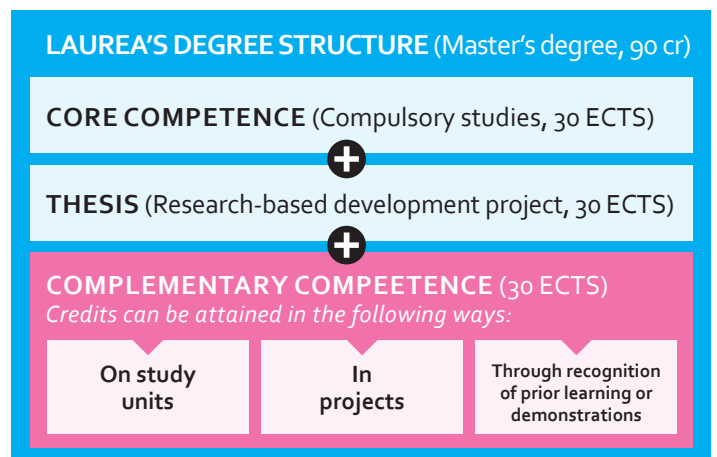 LAUREA'S DEGREE STRUCTURE (Master's degree, 90 cr)
CORE COMPETENCE (Compulsory studies, 30 ECTS)
+
THESIS (Research-based development project, 30 ECTS)
+
COMPLEMENTARY COMPEETENCE (30 ECTS)
Credits can be attained in the following ways:
On study
units
In
projects
Through recognition
of prior learning or
demonstrations